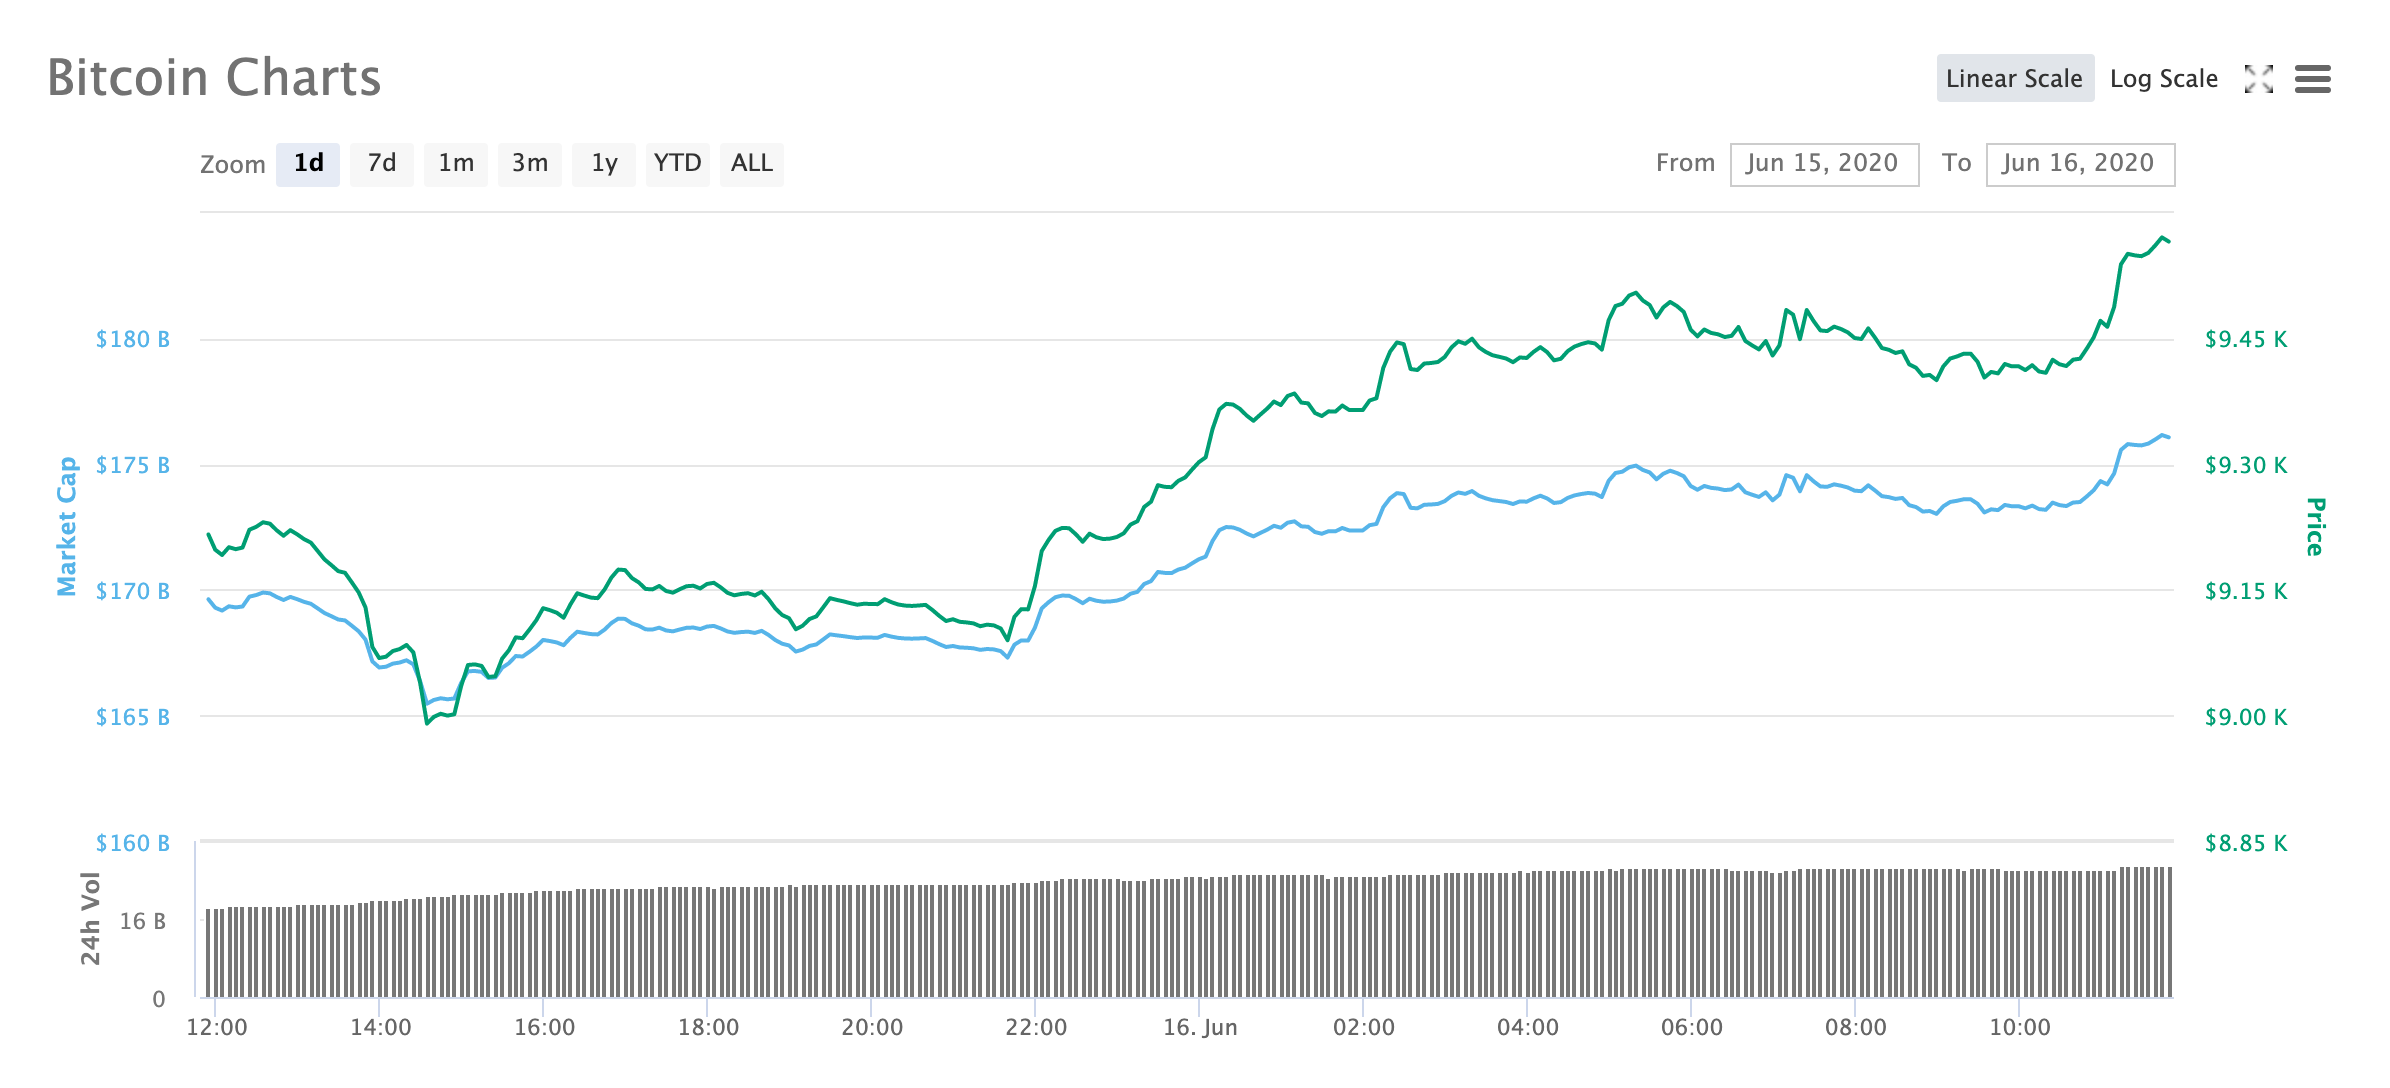 Bitcoin Charts
Linear Scale Log Scale
Zoom 1d 7d 1m 3m 1y YTD ALL From Jun 15, 2020 To Jun 16, 2020
$180 B $9.45 K
$175 B $9.30 K
Market Cap
Price
$170 B $9.15 K
$165 B $9.00 K
$160 B $8.85 K
24h Vol
16 B
0
12:00 14:00 16:00 18:00 20:00 22:00 16. Jun 02:00 04:00 06:00 08:00 10:00